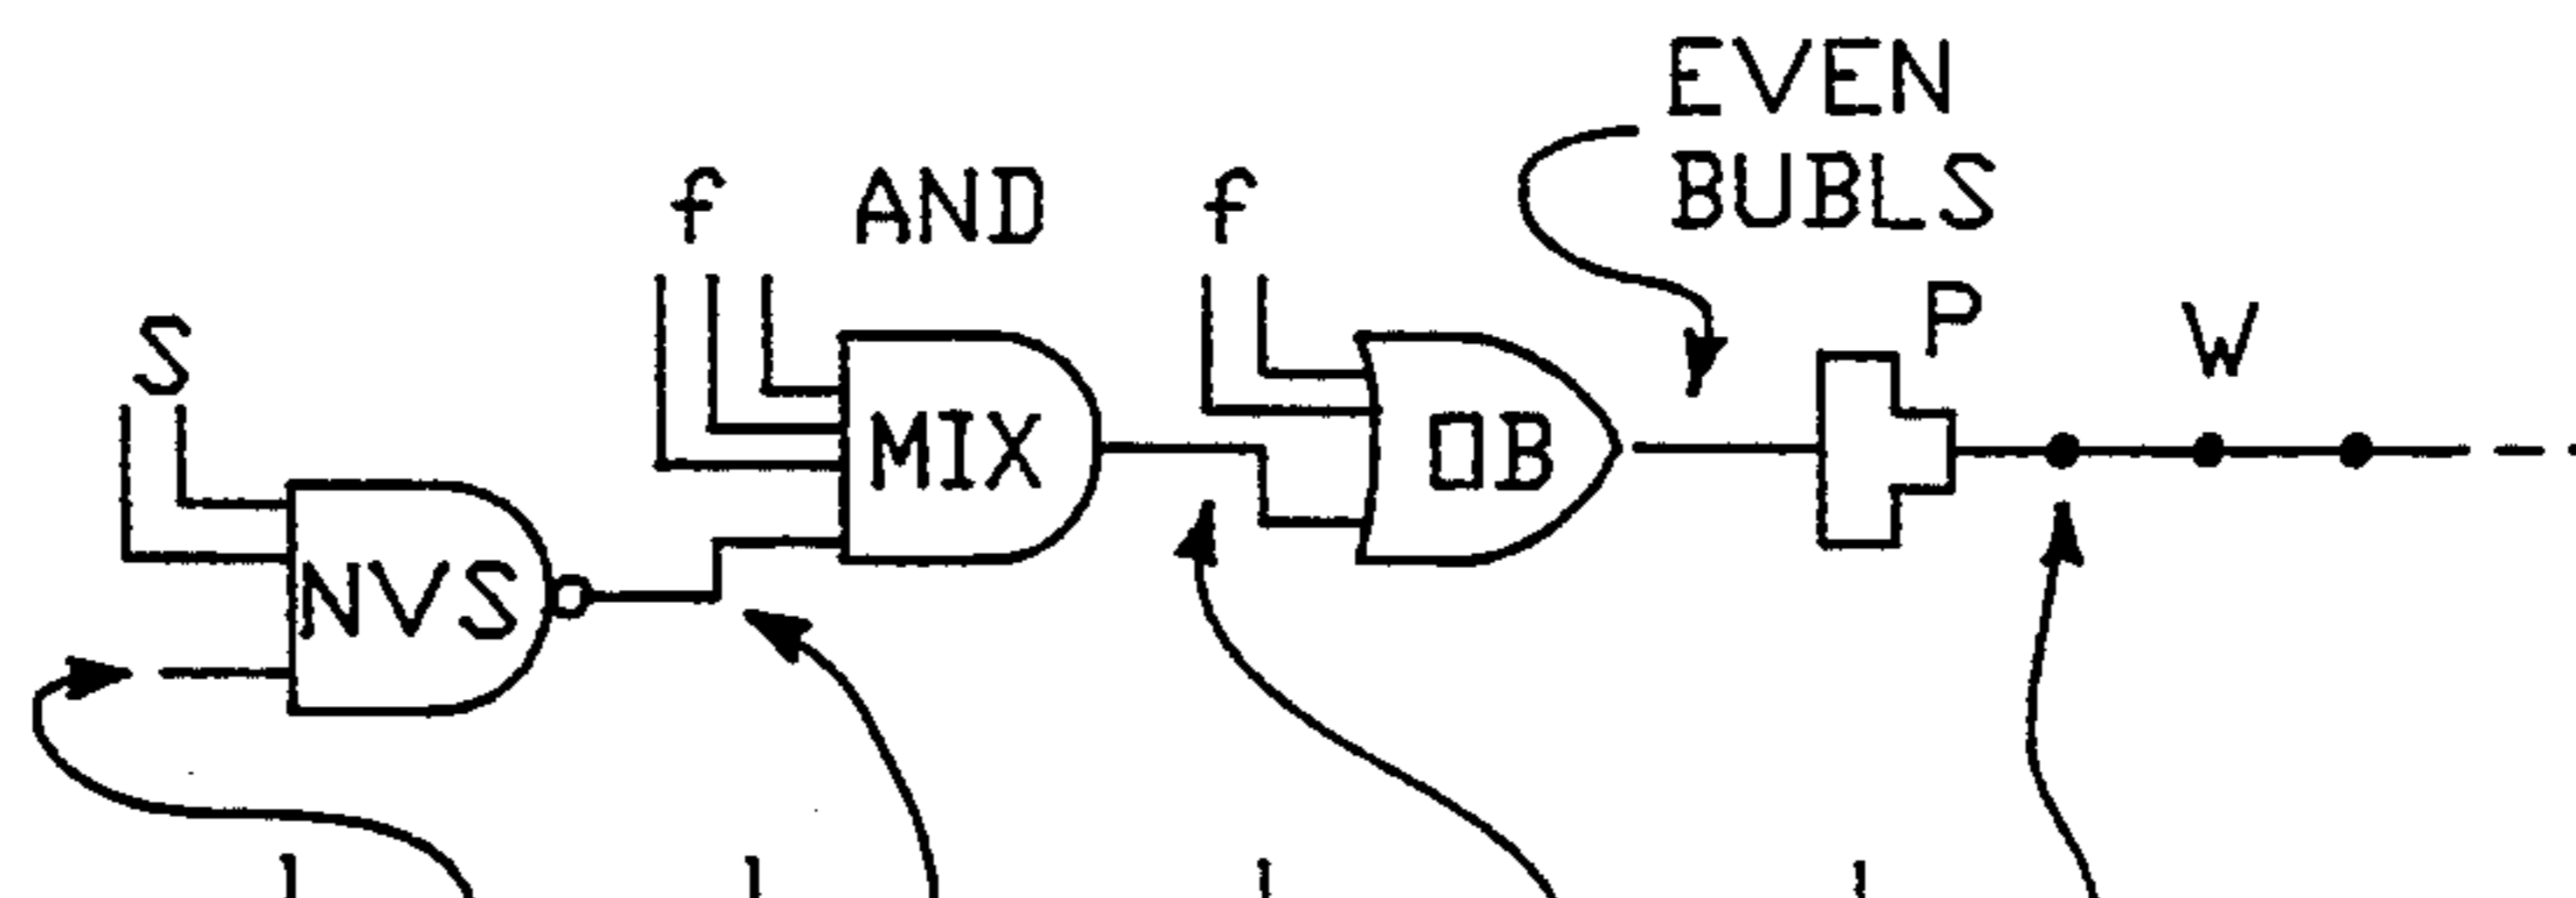 EVEN
BUBLS
f AND f
P
W
S
MIX
OB
NVS